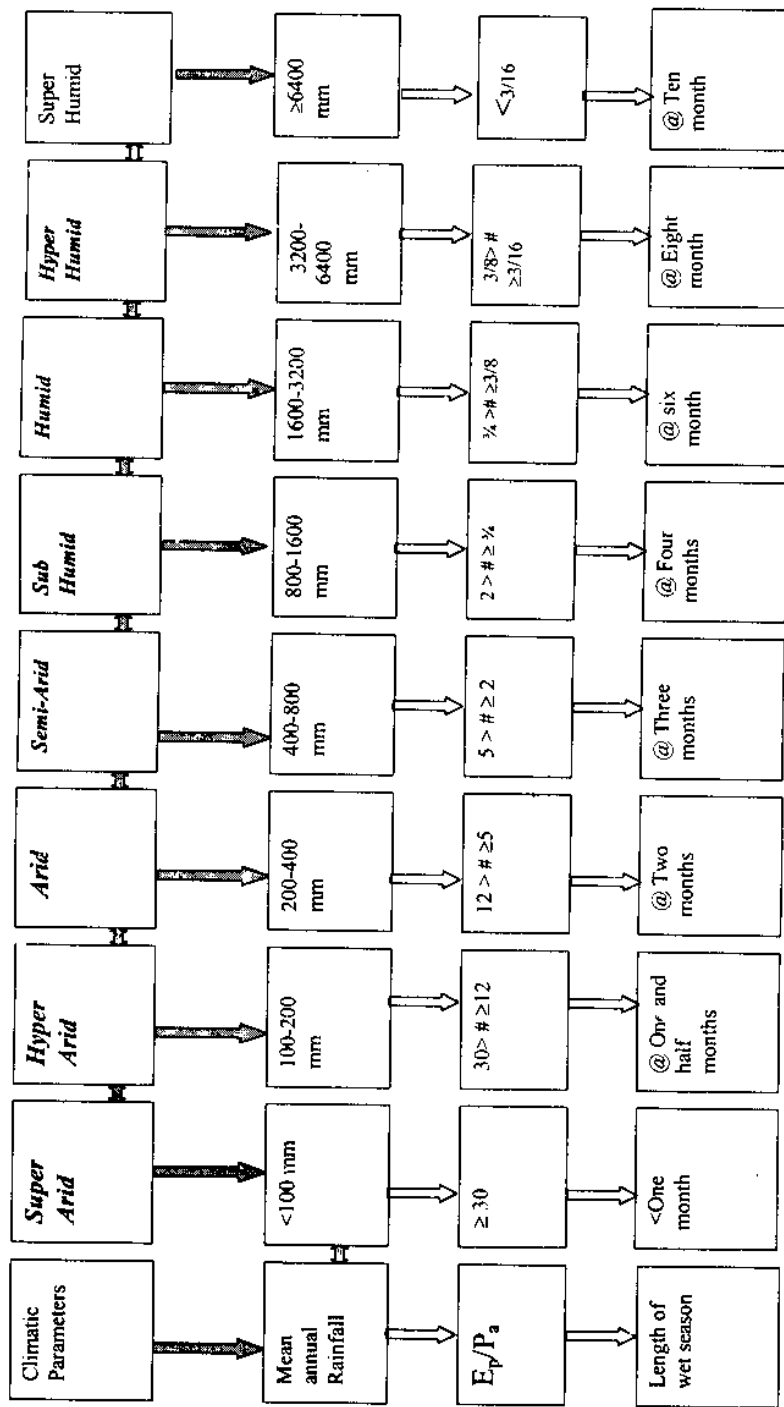 Climatic
Parameters
Super
Arid
Hyper
Arid
Arid
Semi-Arid
Sub
Humid
Humid
Hyper
Humid
Super
Humid
Mean
annual
Rainfall
<100 mm
100-200
mm
200-400
mm
400-800
mm
800-1600
mm
1600-3200
mm
3200-
6400
mm
≥6400
mm
Ep/Pa
≥ 30
30> # ≥12
12 > # ≥5
5 > # ≥ 2
2 > # ≥ ¾
¾ ># ≥3/8
3/8> #
≥3/16
<3/16
Length of
wet season
<One
month
@ One and
half
months
@ Two
months
@ Three
months
@ Four
months
@ six
month
@ Eight
month
@ Ten
month